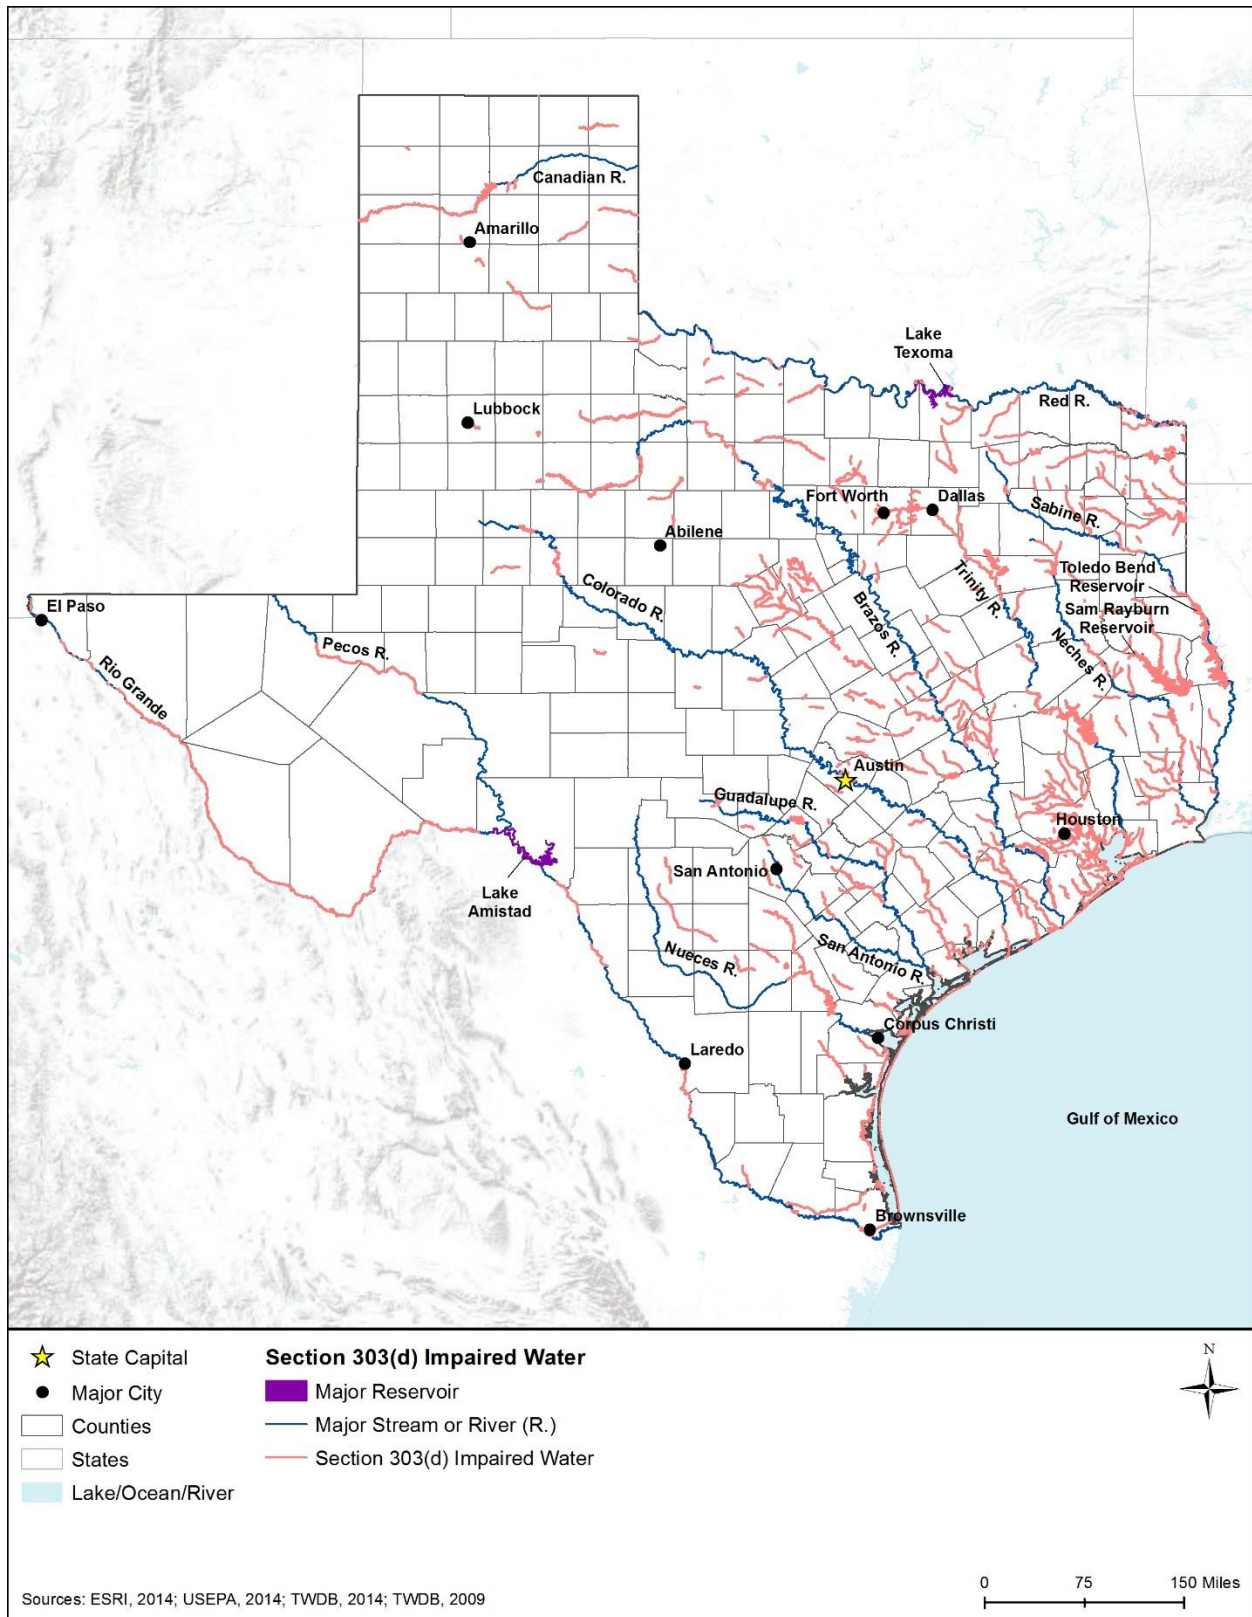 Canadian R.
Amarillo
Lake
Texoma
Lubbock
Red R.
Fort Worth
Dallas
Sabine R.
Abilene
Toledo Bend
Reservoir
Trinity R.
Colorado R.
Brazos R.
El Paso
Sam Rayburn
Reservoir
Pecos R.
Neches R.
Rio Grande
Austin
Guadalupe R.
Houston
San Antonio
Lake
Amistad
Nueces R.
San Antonio R.
Corpus Christi
Laredo
Gulf of Mexico
Brownsville
State Capital
Major City
Counties
States
Lake/Ocean/River
Section 303(d) Impaired Water
Major Reservoir
Major Stream or River (R.)
Section 303(d) Impaired Water
N
Sources: ESRI, 2014; USEPA, 2014; TWDB, 2014; TWDB, 2009
0 75 150 Miles